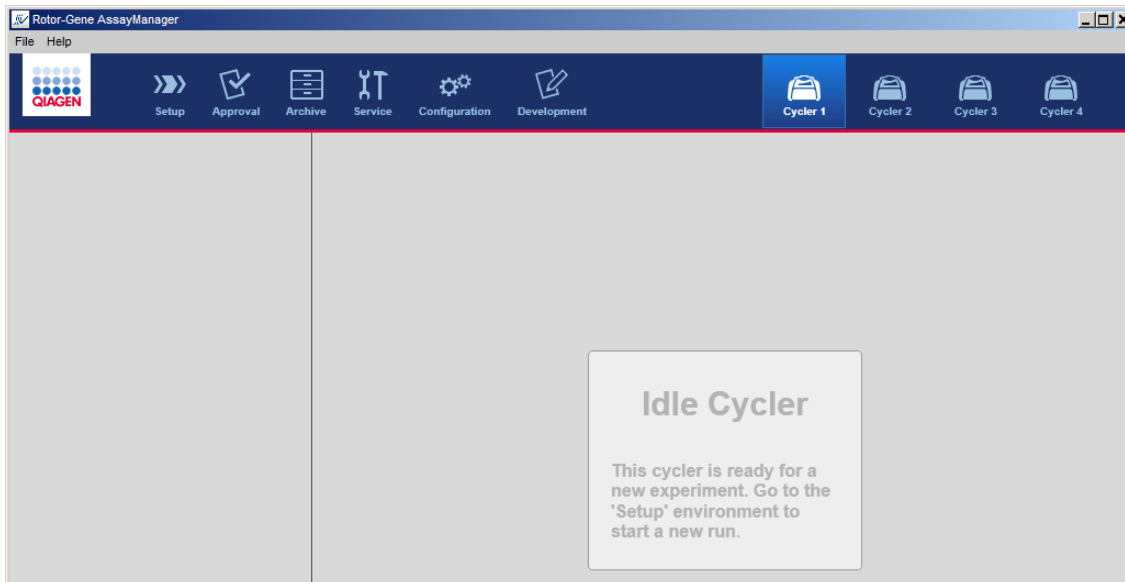 Rotor-Gene AssayManager
File Help
QIAGEN
Setup Approval Archive Service Configuration Development Cycler 1 Cycler 2 Cycler 3 Cycler 4
Idle Cycler
This cycler is ready for a
new experiment. Go to the
'Setup' environment to
start a new run.